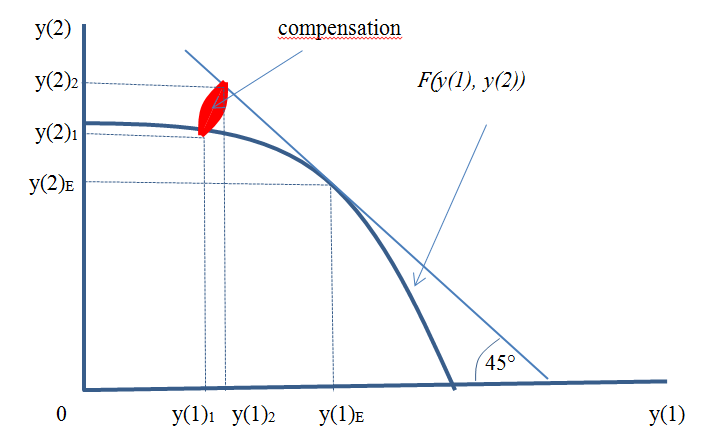 y(2)
compensation
y(2)₂
F(y(1), y(2))
y(2)₁
y(2)E
45°
0
y(1)₁
y(1)₂
y(1)E
y(1)